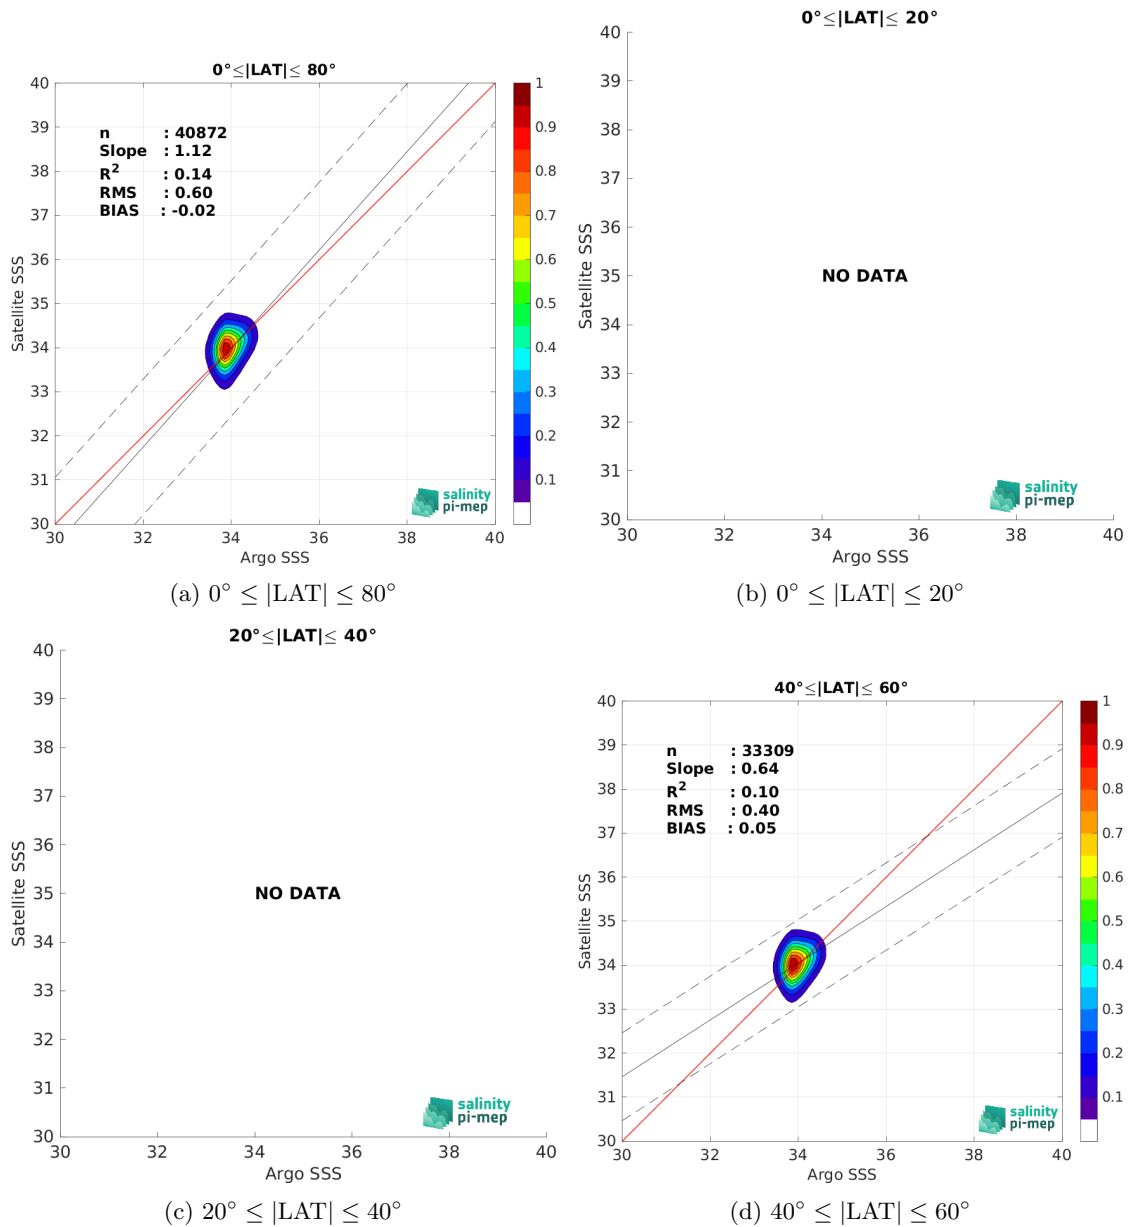 0°≤|LAT|≤ 80°
40
39
38
37
36
35
34
33
32
31
30
Satellite SSS
n : 40872
Slope : 1.12
R² : 0.14
RMS : 0.60
BIAS : -0.02
salinity
pi-mep
30 32 34 36 38 40
Argo SSS
1
0.9
0.8
0.7
0.6
0.5
0.4
0.3
0.2
0.1
(a) 0° ≤ |LAT| ≤ 80°
0°≤|LAT|≤ 20°
40
39
38
37
36
35
34
33
32
31
30
Satellite SSS
NO DATA
salinity
pi-mep
30 32 34 36 38 40
Argo SSS
(b) 0° ≤ |LAT| ≤ 20°
20°≤|LAT|≤ 40°
40
39
38
37
36
35
34
33
32
31
30
Satellite SSS
NO DATA
salinity
pi-mep
30 32 34 36 38 40
Argo SSS
(c) 20° ≤ |LAT| ≤ 40°
40°≤|LAT|≤ 60°
40
39
38
37
36
35
34
33
32
31
30
Satellite SSS
n : 33309
Slope : 0.64
R² : 0.10
RMS : 0.40
BIAS : 0.05
salinity
pi-mep
30 32 34 36 38 40
Argo SSS
1
0.9
0.8
0.7
0.6
0.5
0.4
0.3
0.2
0.1
(d) 40° ≤ |LAT| ≤ 60°